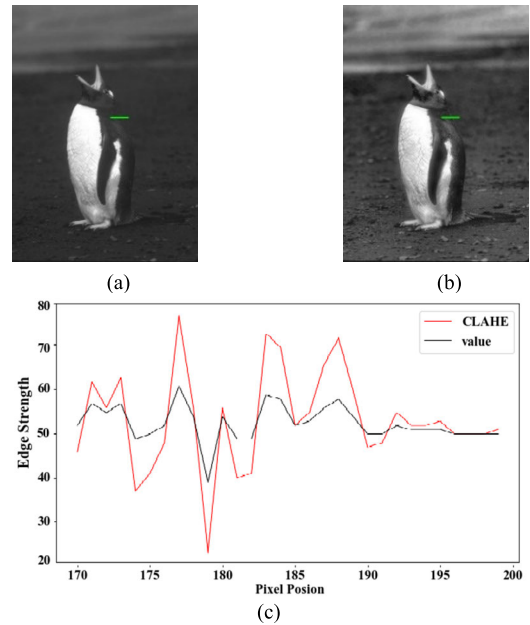 (a)
(b)
80
70
60
50
40
30
20
Edge Strength
CLAHE
value
170
175
180
185
190
195
200
Pixel Posion
(c)